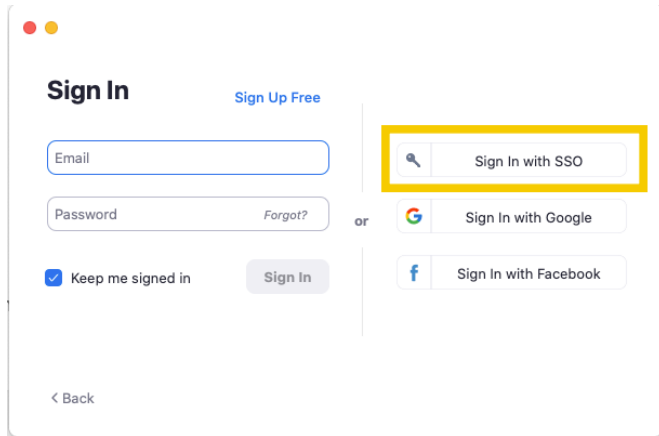 Sign In
Sign Up Free
Email
Password
Forgot?
Keep me signed in
Sign In
or
Sign In with SSO
Sign In with Google
Sign In with Facebook
Back